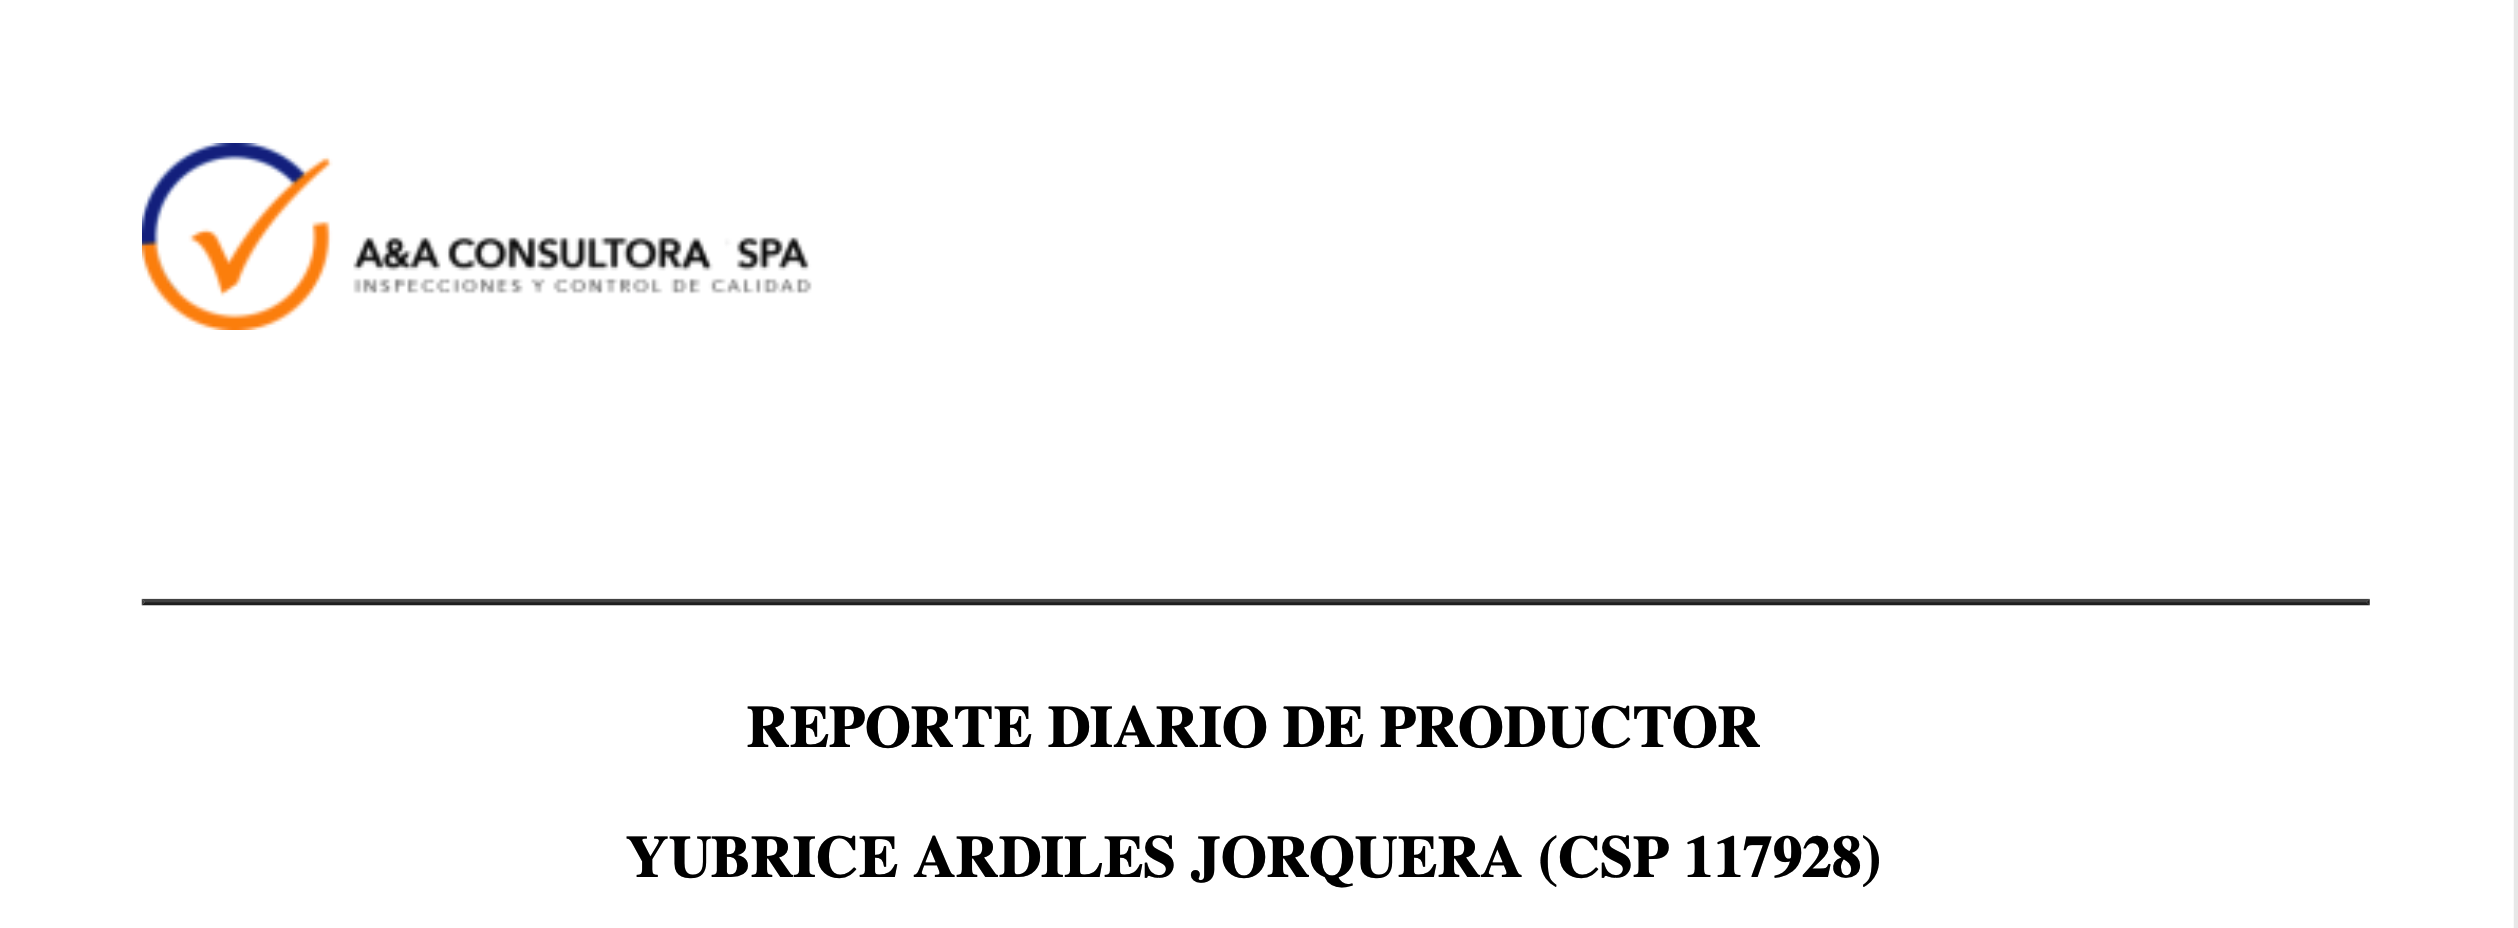 A&A CONSULTORA SPA
INSPECCIONES Y CONTROL DE CALIDAD
REPORTE DIARIO DE PRODUCTOR
YUBRICE ARDILES JORQUERA (CSP 117928)